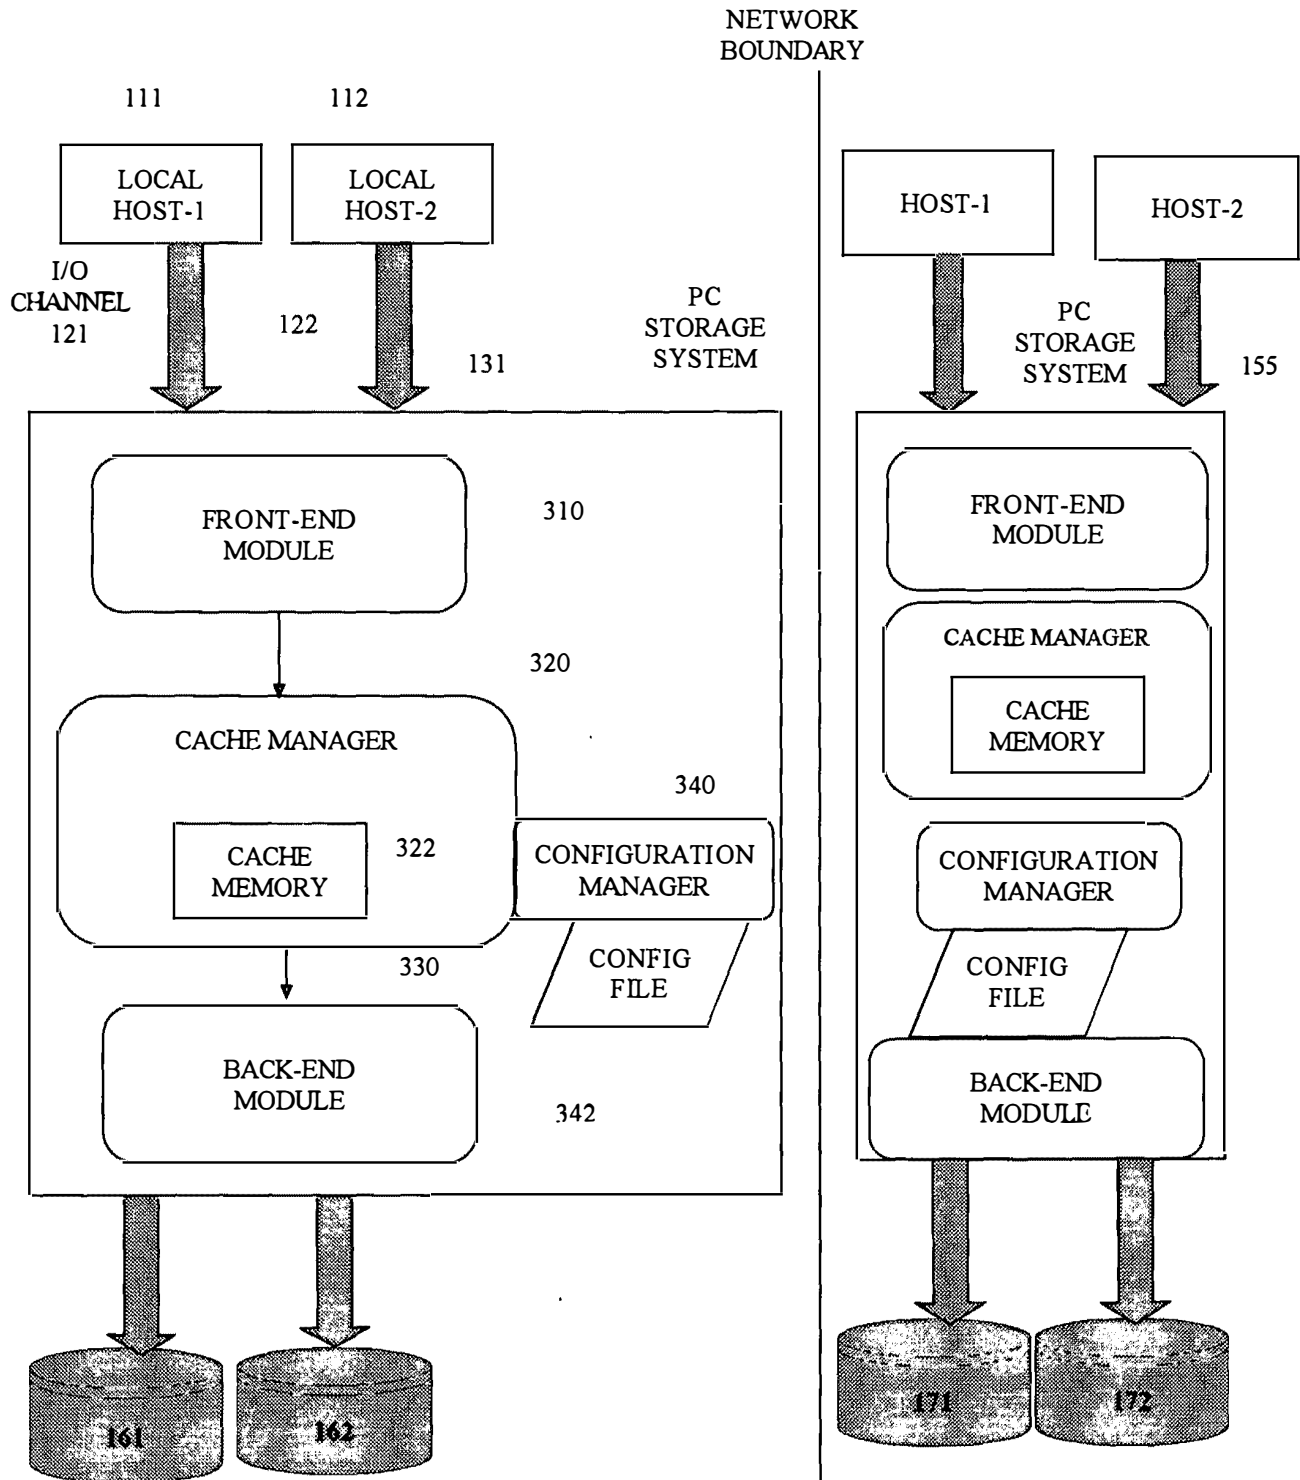 NETWORK
BOUNDARY
111
112
LOCAL
HOST-1
LOCAL
HOST-2
HOST-1
HOST-2
I/O
CHANNEL
121
122
131
PC
STORAGE
SYSTEM
PC
STORAGE
SYSTEM
155
FRONT-END
MODULE
310
320
CACHE MANAGER
CACHE
MEMORY
322
340
CONFIGURATION
MANAGER
CONFIG
FILE
330
BACK-END
MODULE
342
161
162
FRONT-END
MODULE
CACHE MANAGER
CACHE
MEMORY
CONFIGURATION
MANAGER
CONFIG
FILE
BACK-END
MODULE
171
172